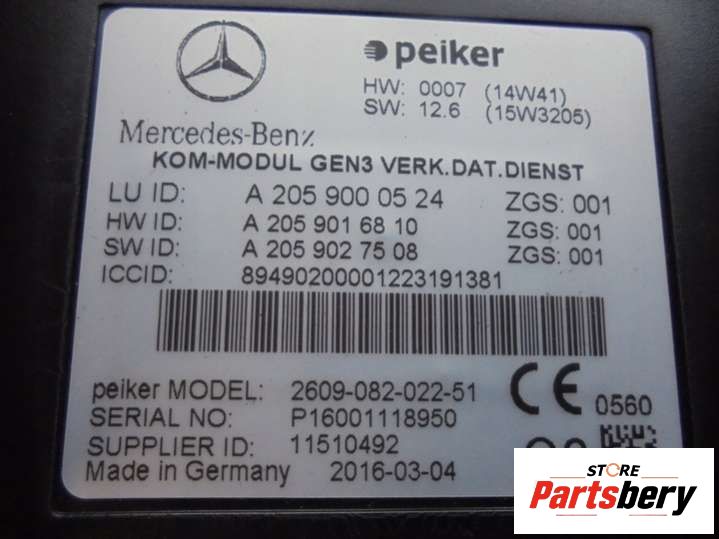 peiker
HW: 0007 (14W41)
SW: 12.6 (15W3205)
Mercedes-Benz
KOM-MODUL GEN3 VERK.DAT.DIENST
LU ID: A 205 900 05 24 ZGS: 001
HW ID: A 205 901 68 10 ZGS: 001
SW ID: A 205 902 75 08 ZGS: 001
ICCID: 89490200001223191381
peiker MODEL: 2609-082-022-51
CE 0560
SERIAL NO: P16001118950
SUPPLIER ID: 11510492
Made in Germany 2016-03-04
STORE
Partsbery